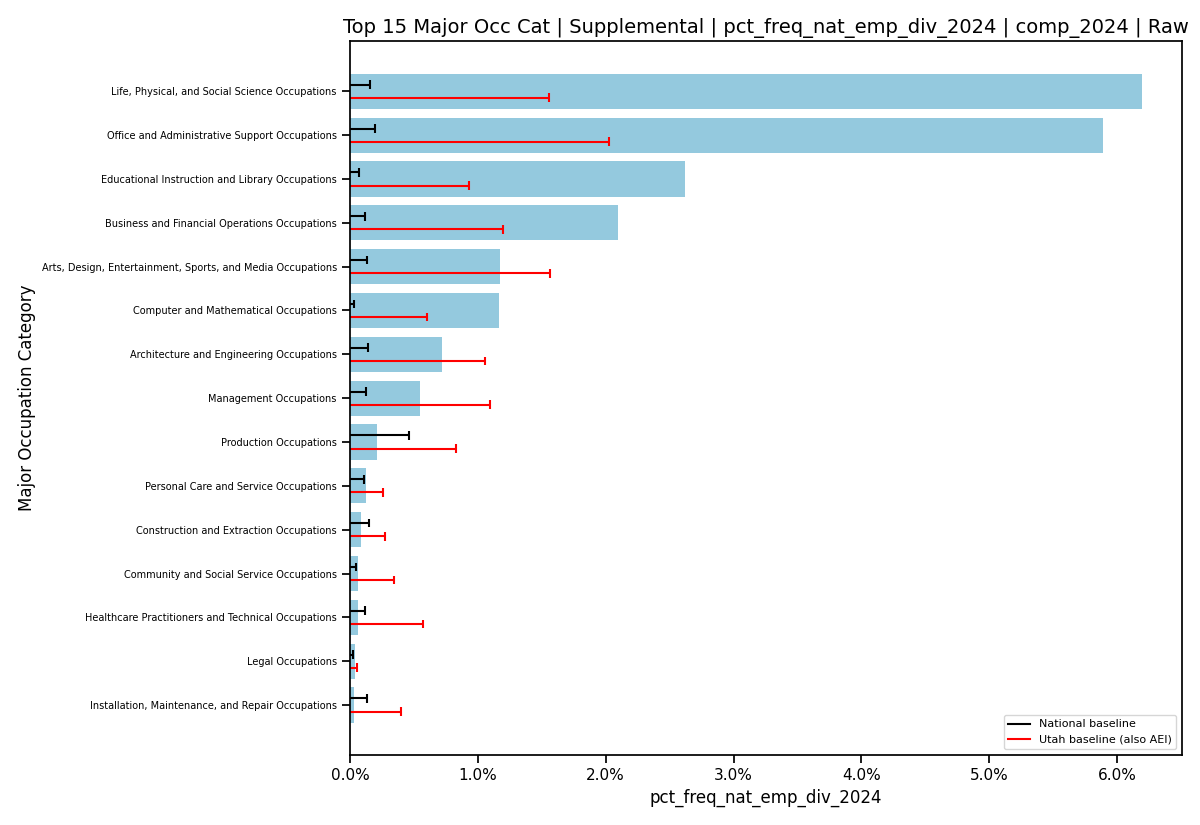 Top 15 Major Occ Cat | Supplemental | pct_freq_nat_emp_div_2024 | comp_2024 | Raw
Major Occupation Category
Life, Physical, and Social Science Occupations
Office and Administrative Support Occupations
Educational Instruction and Library Occupations
Business and Financial Operations Occupations
Arts, Design, Entertainment, Sports, and Media Occupations
Computer and Mathematical Occupations
Architecture and Engineering Occupations
Management Occupations
Production Occupations
Personal Care and Service Occupations
Construction and Extraction Occupations
Community and Social Service Occupations
Healthcare Practitioners and Technical Occupations
Legal Occupations
Installation, Maintenance, and Repair Occupations
National baseline
Utah baseline (also AEI)
0.0% 1.0% 2.0% 3.0% 4.0% 5.0% 6.0%
pct_freq_nat_emp_div_2024